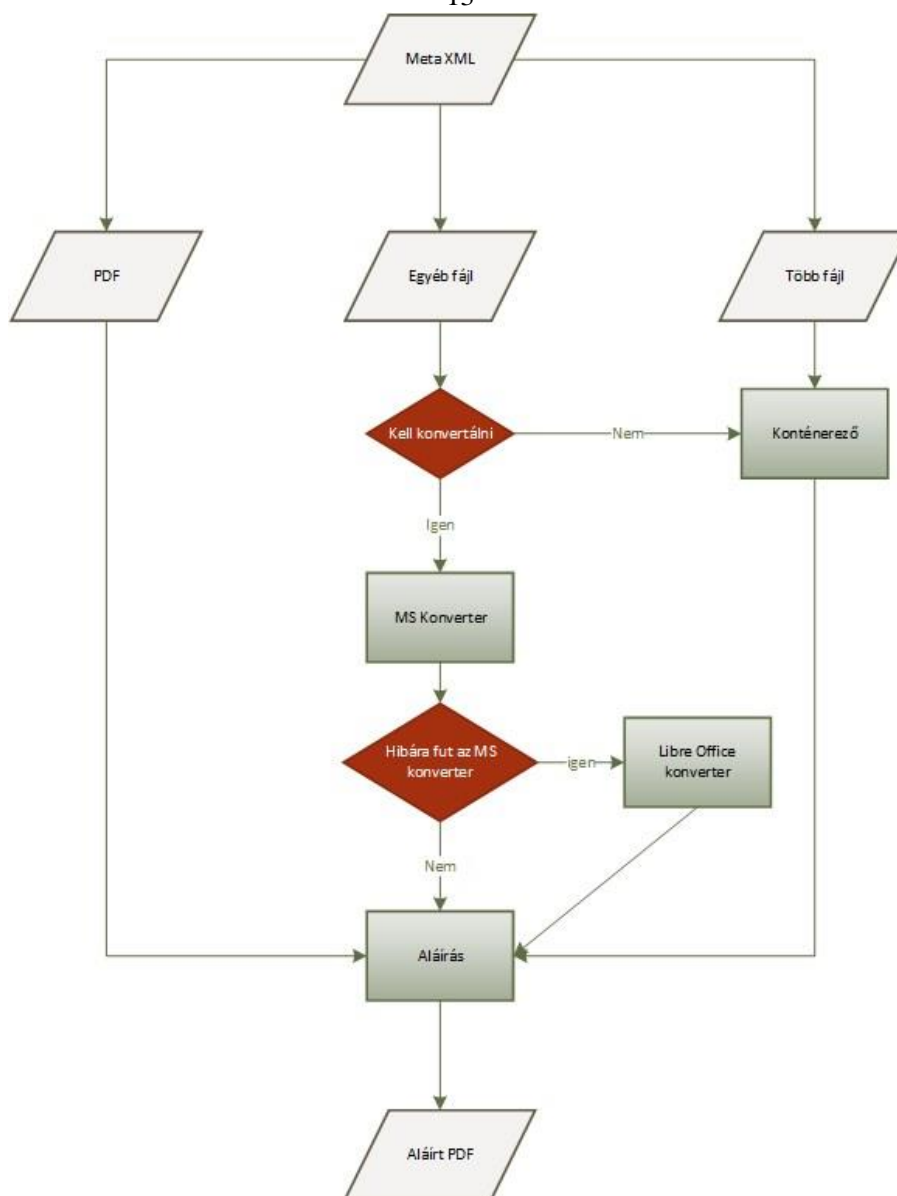 Meta XML
PDF
Egyéb fájl
Több fájl
Kell konvertálni
Nem
Konténerező
Igen
MS Konverter
Hibára fut az MS
konverter
igen
Libre Office
konverter
Nem
Aláírás
Aláírt PDF